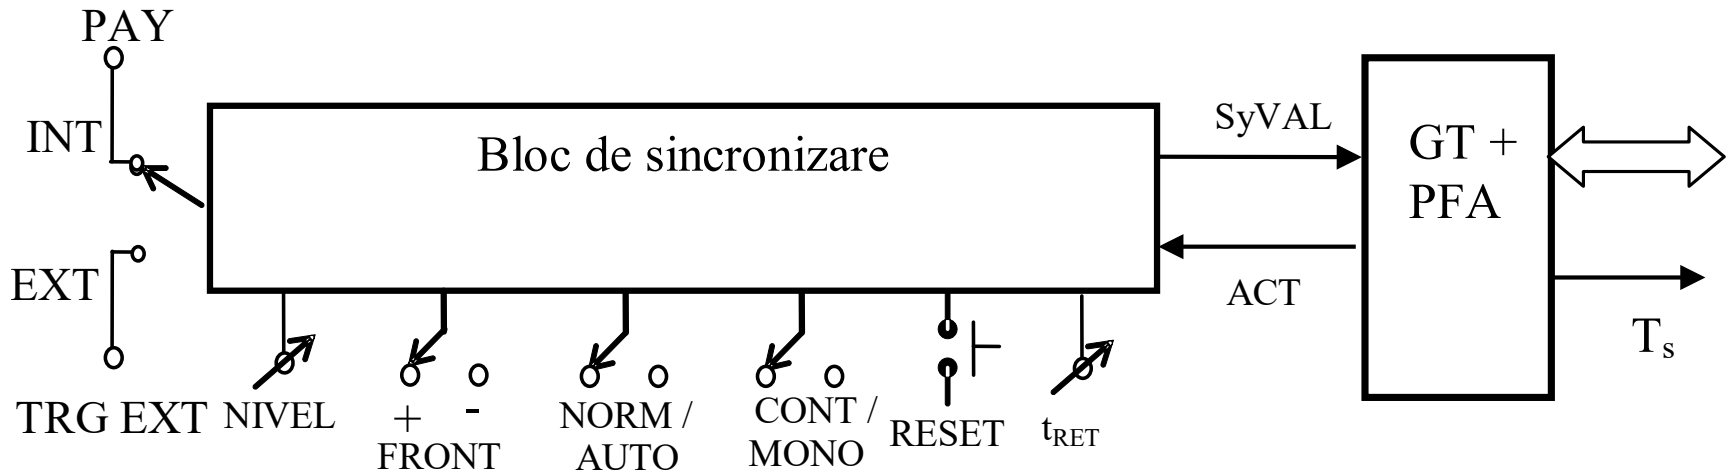 PAY
INT
EXT
TRG EXT
Bloc de sincronizare
NIVEL
+ -
FRONT
NORM /
AUTO
CONT /
MONO
RESET
tRET
SyVAL
ACT
GT +
PFA
Ts